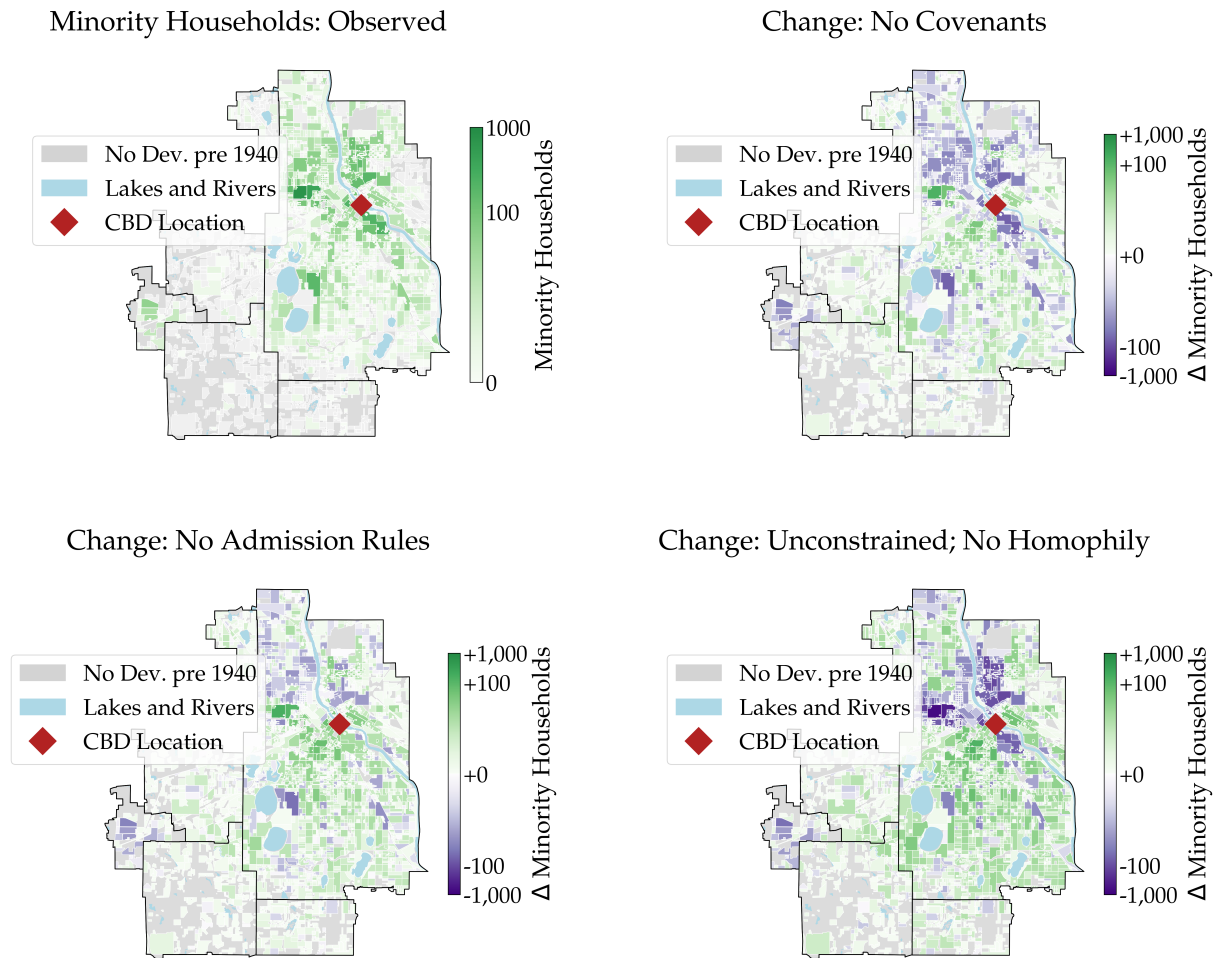 Minority Households: Observed
No Dev. pre 1940
Lakes and Rivers
CBD Location
1000
100
0
Minority Households
Change: No Covenants
No Dev. pre 1940
Lakes and Rivers
CBD Location
+1,000
+100
+0
-100
-1,000
Δ Minority Households
Change: No Admission Rules
No Dev. pre 1940
Lakes and Rivers
CBD Location
+1,000
+100
+0
-100
-1,000
Δ Minority Households
Change: Unconstrained; No Homophily
No Dev. pre 1940
Lakes and Rivers
CBD Location
+1,000
+100
+0
-100
-1,000
Δ Minority Households